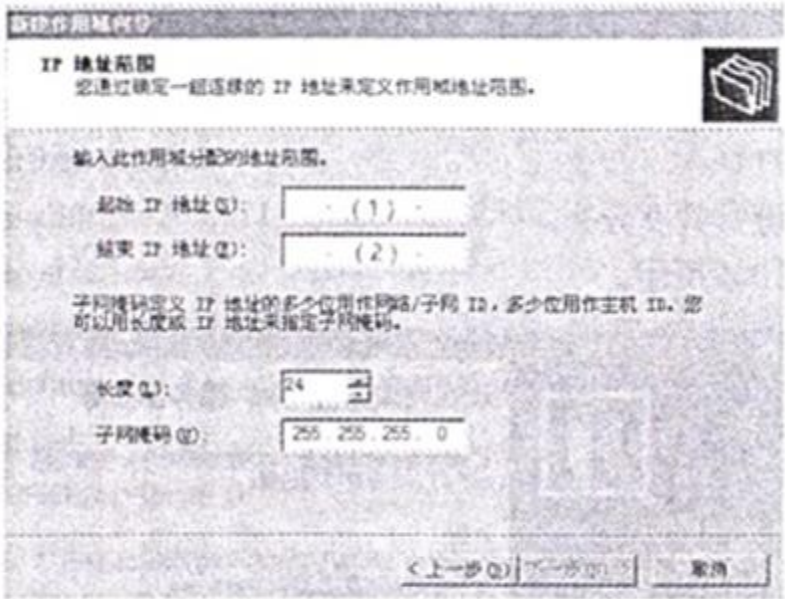 新建作用域向导
IP 地址范围
您通过确定一组连续的 IP 地址来定义作用域地址范围。
输入此作用域分配的地址范围。
起始 IP 地址(S): · (1) ·
结束 IP 地址(E): · (2) ·
子网掩码定义 IP 地址的多少位用作网络/子网 ID，多少位用作主机 ID。您
可以用长度或 IP 地址来指定子网掩码。
长度(L): 24
子网掩码(U): 255 . 255 . 255 . 0
< 上一步(B) 下一步(N) > 取消